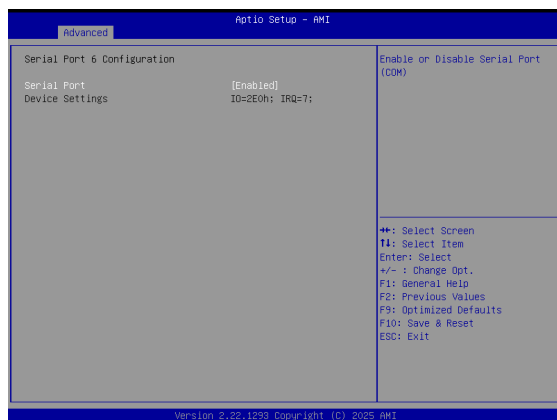 Aptio Setup - AMI
Advanced
Serial Port 6 Configuration
Serial Port [Enabled]
Device Settings IO=2E0h; IRQ=7;
Enable or Disable Serial Port
(COM)
→←: Select Screen
↑↓: Select Item
Enter: Select
+/- : Change Opt.
F1: General Help
F2: Previous Values
F9: Optimized Defaults
F10: Save & Reset
ESC: Exit
Version 2.22.1293 Copyright (C) 2025 AMI